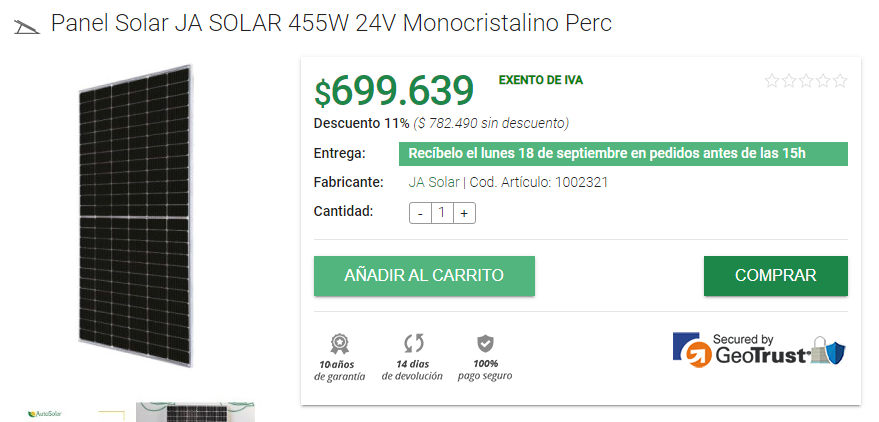 Panel Solar JA SOLAR 455W 24V Monocristalino Perc
$699.639 EXENTO DE IVA
Descuento 11% ($ 782.490 sin descuento)
Entrega: Recíbelo el lunes 18 de septiembre en pedidos antes de las 15h
Fabricante: JA Solar | Cod. Artículo: 1002321
Cantidad: - 1 +
AÑADIR AL CARRITO COMPRAR
10 años
de garantía
14 dias
de devolución
100%
pago seguro
Secured by
GeoTrust
AutoSolar